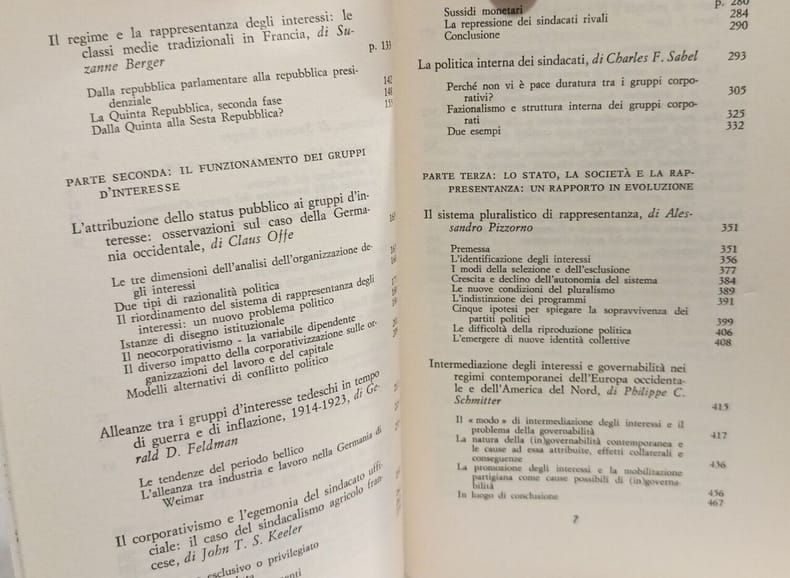 Il regime e la rappresentanza degli interessi: le
classi medie tradizionali in Francia, di Su-
zanne Berger
p. 133
Dalla repubblica parlamentare alla repubblica presi-
denziale
La Quinta Repubblica, seconda fase
Dalla Quinta alla Sesta Repubblica?
PARTE SECONDA: IL FUNZIONAMENTO DEI GRUPPI
D'INTERESSE
L'attribuzione dello status pubblico ai gruppi d'in-
teresse: osservazioni sul caso della Germa-
nia occidentale, di Claus Offe
Le tre dimensioni dell'analisi dell'organizzazione de-
gli interessi
Due tipi di razionalità politica
Il riordinamento del sistema di rappresentanza degli
interessi: un nuovo problema politico
Istanze di disegno istituzionale
Il neocorporativismo - la variabile dipendente
Il diverso impatto della corporativizzazione sulle or-
ganizzazioni del lavoro e del capitale
Modelli alternativi di conflitto politico
Alleanze tra i gruppi d'interesse tedeschi in tempo
di guerra e di inflazione, 1914-1923, di Ge-
rald D. Feldman
Le tendenze del periodo bellico
L'alleanza tra industria e lavoro nella Germania di
Weimar
Il corporativismo e l'egemonia del sindacato uffi-
ciale: il caso del sindacalismo agricolo fran-
cese, di John T. S. Keeler
esclusivo o privilegiato
p. 280
Sussidi monetari 284
La repressione dei sindacati rivali 290
Conclusione
La politica interna dei sindacati, di Charles F. Sabel 293
Perché non vi è pace duratura tra i gruppi corpo-
rativi? 305
Fazionalismo e struttura interna dei gruppi corpo-
rati 325
Due esempi 332
PARTE TERZA: LO STATO, LA SOCIETÀ E LA RAP-
PRESENTANZA: UN RAPPORTO IN EVOLUZIONE
Il sistema pluralistico di rappresentanza, di Ales-
sandro Pizzorno 351
Premessa 351
L'identificazione degli interessi 356
I modi della selezione e dell'esclusione 377
Crescita e declino dell'autonomia del sistema 384
Le nuove condizioni del pluralismo 389
L'indistinzione dei programmi 391
Cinque ipotesi per spiegare la sopravvivenza dei
partiti politici 399
Le difficoltà della riproduzione politica 406
L'emergere di nuove identità collettive 408
Intermediazione degli interessi e governabilità nei
regimi contemporanei dell'Europa occidenta-
le e dell'America del Nord, di Philippe C.
Schmitter 415
Il « modo » di intermediazione degli interessi e il
problema della governabilità 417
La natura della (in)governabilità contemporanea e
le cause ad essa attribuite, effetti collaterali e
conseguenze 436
La promozione degli interessi e la mobilitazione
partigiana come cause possibili di (in)governa-
bilità 456
In luogo di conclusione 467
7